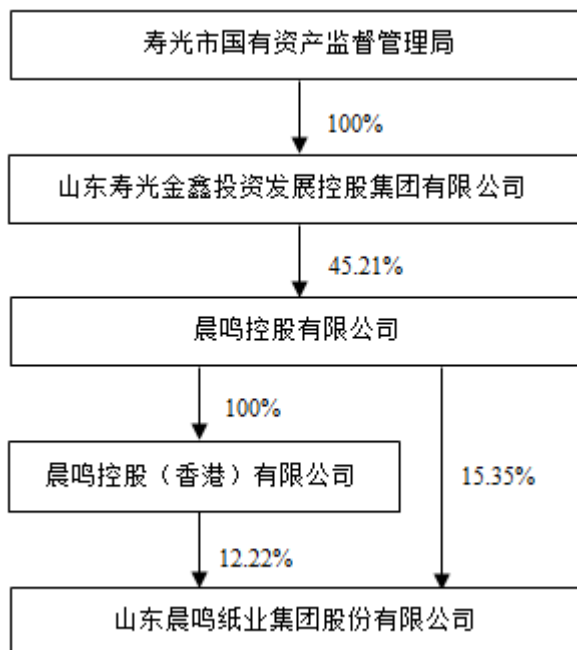 寿光市国有资产监督管理局
100%
山东寿光金鑫投资发展控股集团有限公司
45.21%
晨鸣控股有限公司
100%
晨鸣控股（香港）有限公司
15.35%
12.22%
山东晨鸣纸业集团股份有限公司